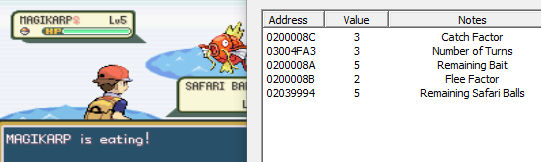 MAGIKARP♀ Lv5
HP
SAFARI BA
L
MAGIKARP is eating!
Address Value Notes
0200008C 3 Catch Factor
03004FA3 3 Number of Turns
0200008A 5 Remaining Bait
0200008B 2 Flee Factor
02039994 5 Remaining Safari Balls